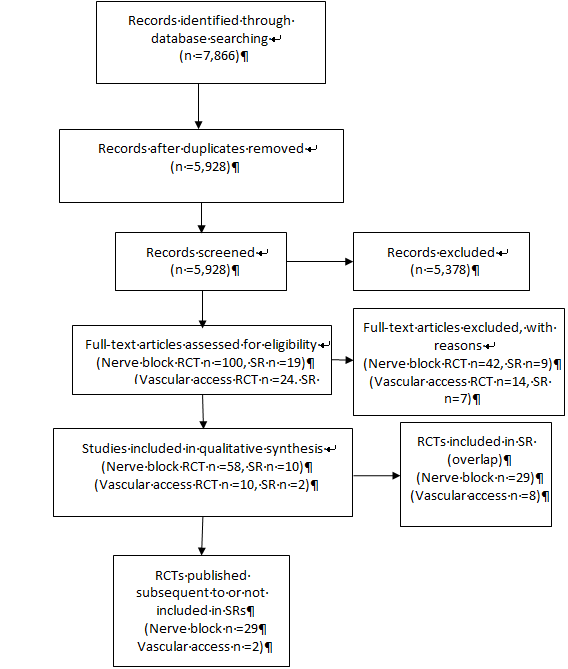 Records identified through
database searching ↵
(n =7,866)¶
Records after duplicates removed ↵
(n =5,928)¶
Records screened ↵
(n =5,928)¶
Records excluded ↵
(n =5,378)¶
Full-text articles assessed for eligibility ↵
(Nerve block RCT n =100, SR n =19)¶
(Vascular access RCT n =24, SR
Full-text articles excluded, with
reasons ↵
(Nerve block RCT n=42, SR n=9)¶
(Vascular access RCT n=14, SR
n=7)¶
Studies included in qualitative synthesis ↵
(Nerve block RCT n =58, SR n =10)¶
(Vascular access RCT n =10, SR n =2)¶
RCTs included in SR
(overlap)¶
(Nerve block n =29)¶
(Vascular access n =8)¶
RCTs published
subsequent to or not
included in SRs¶
(Nerve block n =29¶
Vascular access n =2)¶